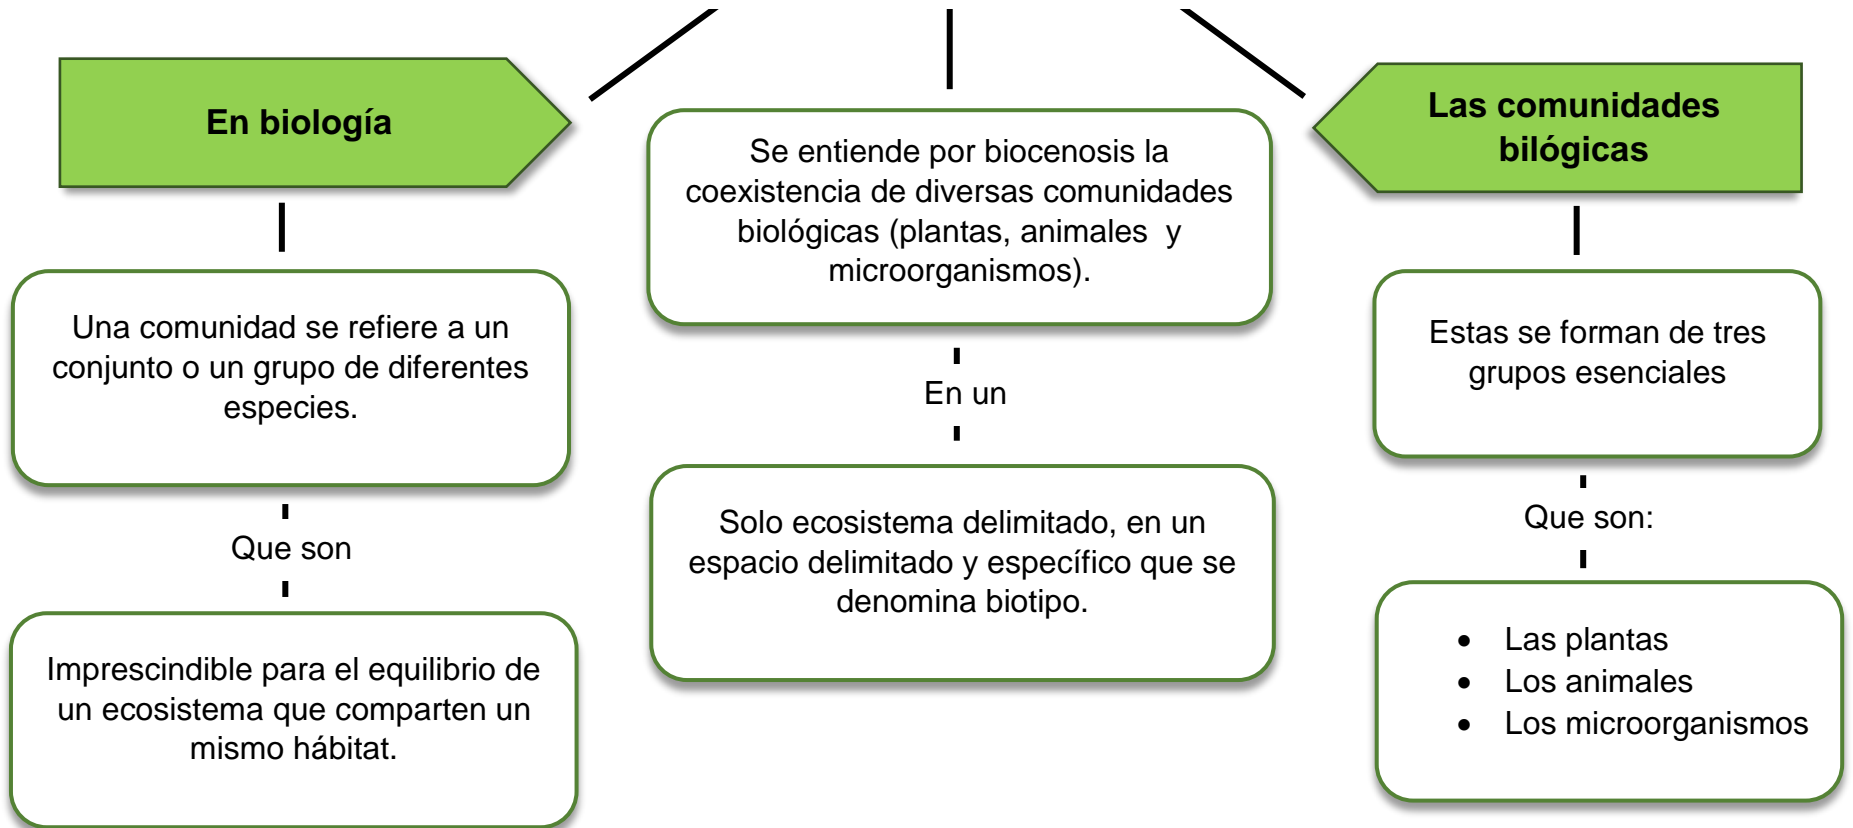 En biología
Una comunidad se refiere a un
conjunto o un grupo de diferentes
especies.
Que son
Imprescindible para el equilibrio de
un ecosistema que comparten un
mismo hábitat.
Se entiende por biocenosis la
coexistencia de diversas comunidades
biológicas (plantas, animales y
microorganismos).
En un
Solo ecosistema delimitado, en un
espacio delimitado y específico que se
denomina biotipo.
Las comunidades
bilógicas
Estas se forman de tres
grupos esenciales
Que son:
• Las plantas
• Los animales
• Los microorganismos